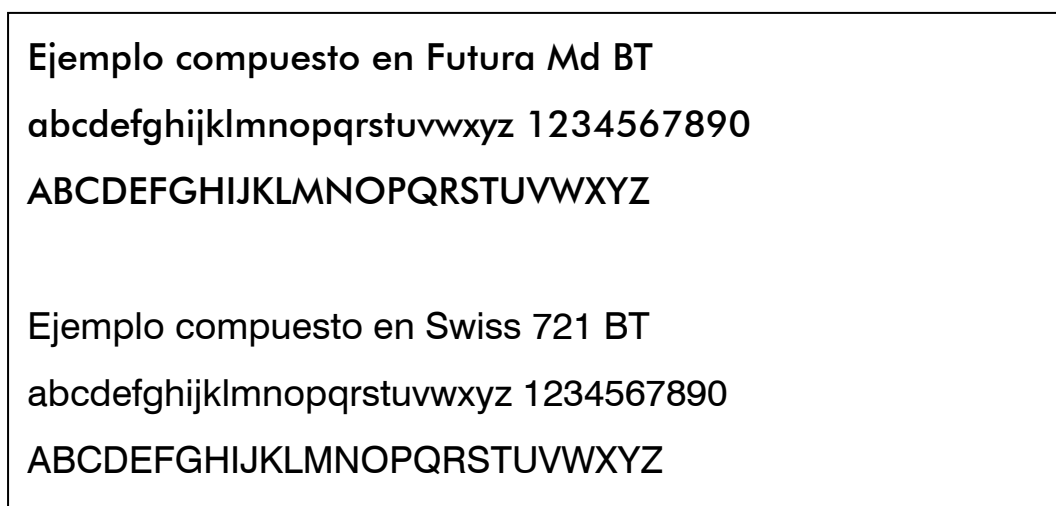 Ejemplo compuesto en Futura Md BT
abcdefghijklmnopqrstuvwxyz 1234567890
ABCDEFGHIJKLMNOPQRSTUVWXYZ
Ejemplo compuesto en Swiss 721 BT
abcdefghijklmnopqrstuvwxyz 1234567890
ABCDEFGHIJKLMNOPQRSTUVWXYZ